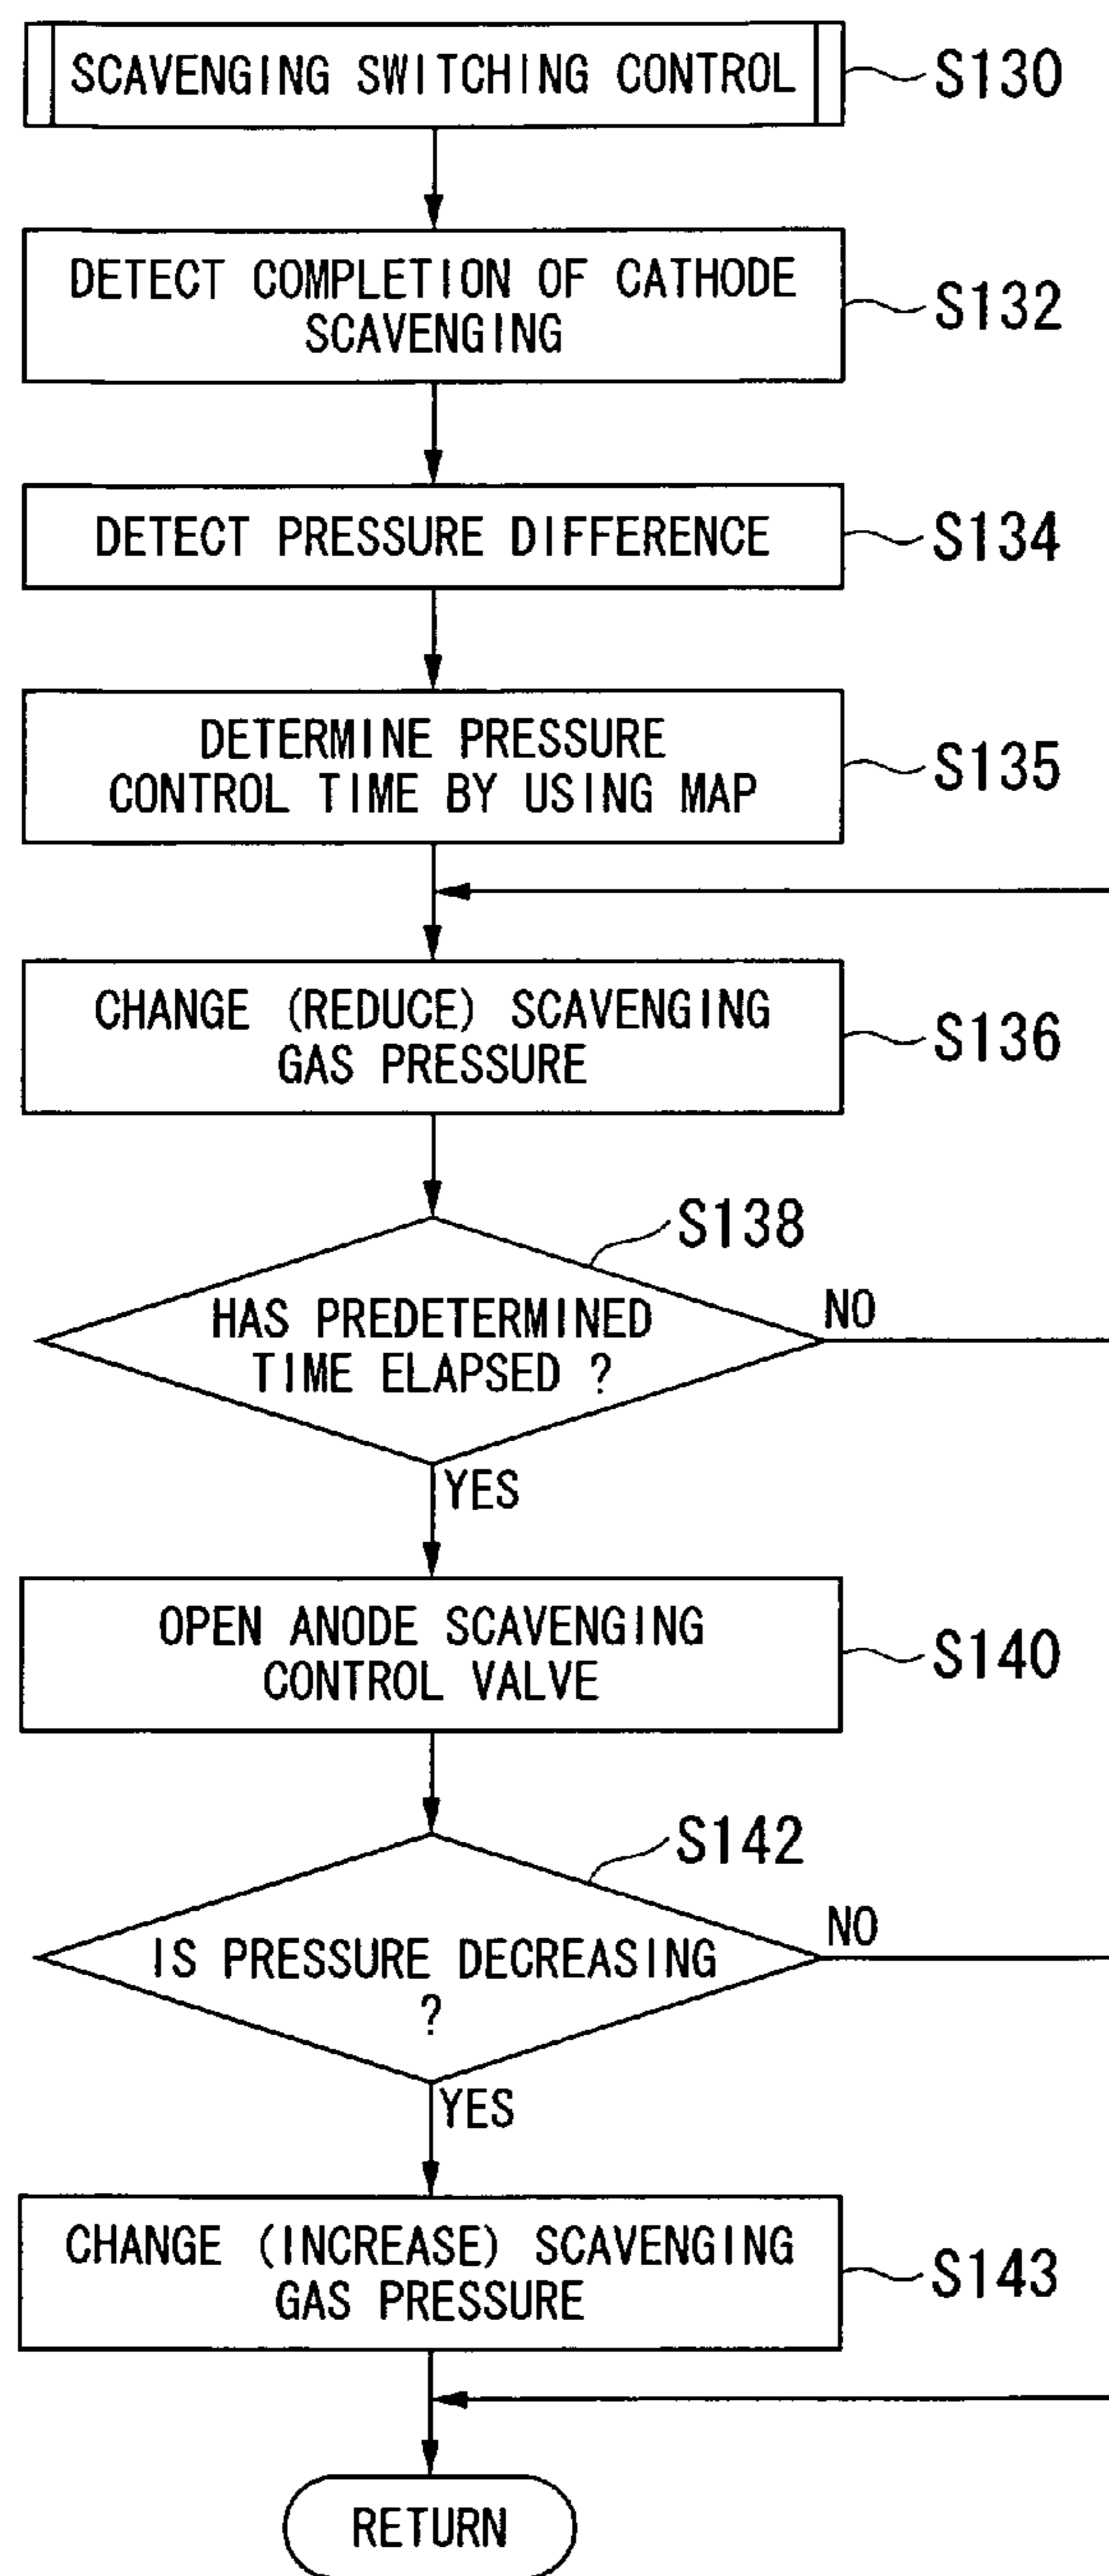 SCAVENGING SWITCHING CONTROL
S130
DETECT COMPLETION OF CATHODE
SCAVENGING
S132
DETECT PRESSURE DIFFERENCE
S134
DETERMINE PRESSURE
CONTROL TIME BY USING MAP
S135
CHANGE (REDUCE) SCAVENGING
GAS PRESSURE
S136
S138
HAS PREDETERMINED
TIME ELAPSED ?
NO
YES
OPEN ANODE SCAVENGING
CONTROL VALVE
S140
S142
IS PRESSURE DECREASING
?
NO
YES
CHANGE (INCREASE) SCAVENGING
GAS PRESSURE
S143
RETURN